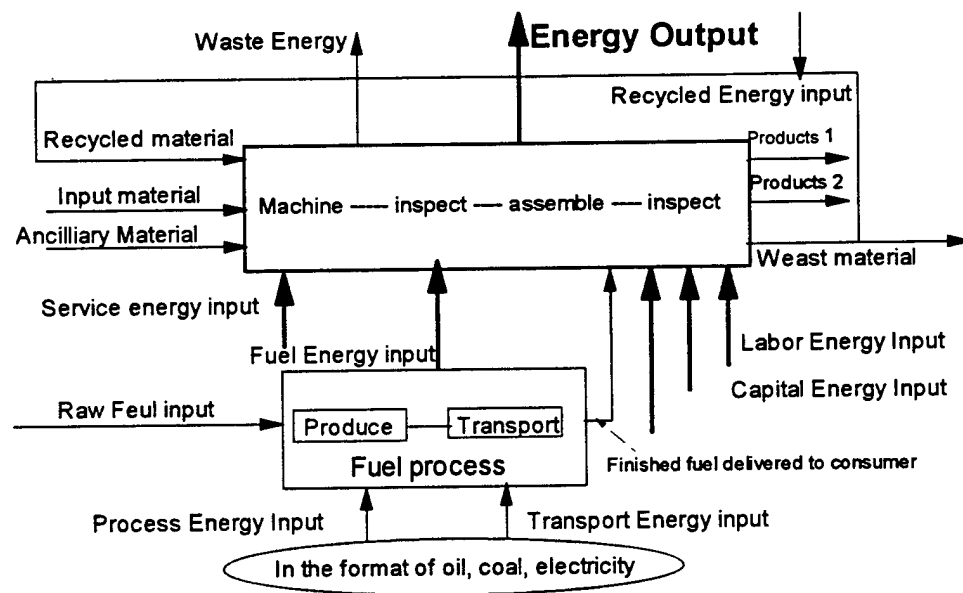 Waste Energy
Energy Output
Recycled Energy input
Recycled material
Products 1
Input material
Products 2
Machine inspect assemble inspect
Ancilliary Material
Weast material
Service energy input
Fuel Energy input
Labor Energy Input
Capital Energy Input
Raw Feul input
Produce Transport
Fuel process
Finished fuel delivered to consumer
Process Energy Input
Transport Energy input
In the format of oil, coal, electricity